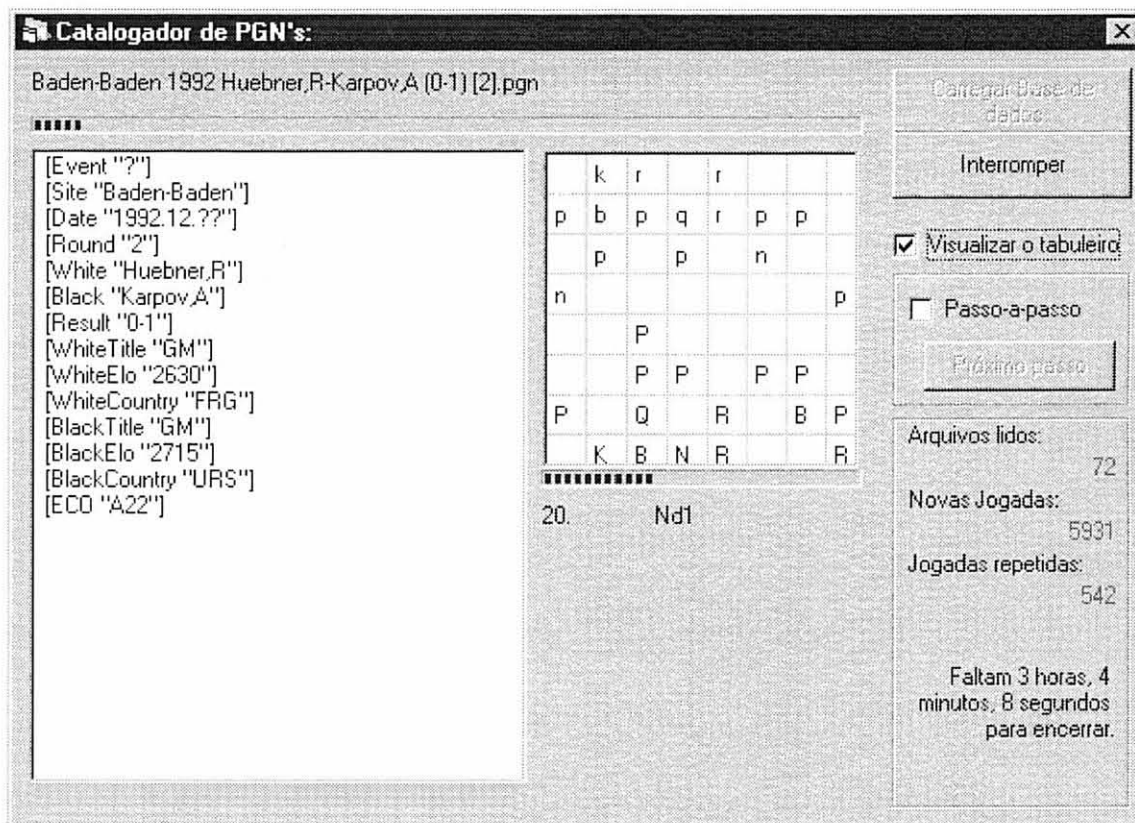 Catalogador de PGN's:
Baden-Baden 1992 Huebner,R-Karpov,A (0-1) [2].pgn
[Event "?"]
[Site "Baden-Baden"]
[Date "1992.12.??"]
[Round "2"]
[White "Huebner,R"]
[Black "Karpov,A"]
[Result "0-1"]
[WhiteTitle "GM"]
[WhiteElo "2630"]
[WhiteCountry "FRG"]
[BlackTitle "GM"]
[BlackElo "2715"]
[BlackCountry "URS"]
[ECO "A22"]
k r r
p b p q r p p
p p n
n p
P
P P P P
P Q R B P
K B N R R
20. Nd1
Carregar Base de
dados
Interromper
Visualizar o tabuleiro
Passo-a-passo
Próximo passo
Arquivos lidos:
72
Novas Jogadas:
5931
Jogadas repetidas:
542
Faltam 3 horas, 4
minutos, 8 segundos
para encerrar.